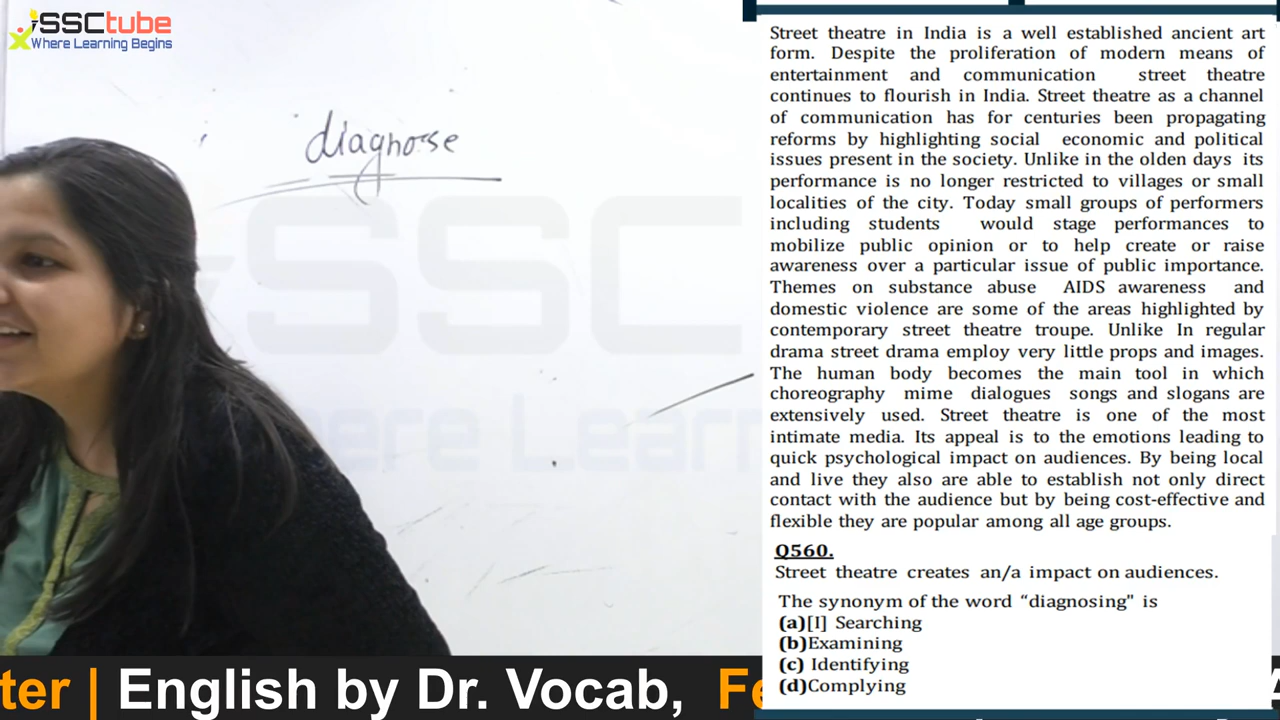 SSCtube
Where Learning Begins
diagnose
Street theatre in India is a well established ancient art
form. Despite the proliferation of modern means of
entertainment and communication street theatre
continues to flourish in India. Street theatre as a channel
of communication has for centuries been propagating
reforms by highlighting social economic and political
issues present in the society. Unlike in the olden days its
performance is no longer restricted to villages or small
localities of the city. Today small groups of performers
including students would stage performances to
mobilize public opinion or to help create or raise
awareness over a particular issue of public importance.
Themes on substance abuse AIDS awareness and
domestic violence are some of the areas highlighted by
contemporary street theatre troupe. Unlike In regular
drama street drama employ very little props and images.
The human body becomes the main tool in which
choreography mime dialogues songs and slogans are
extensively used. Street theatre is one of the most
intimate media. Its appeal is to the emotions leading to
quick psychological impact on audiences. By being local
and live they also are able to establish not only direct
contact with the audience but by being cost-effective and
flexible they are popular among all age groups.
Q560.
Street theatre creates an/a impact on audiences.
The synonym of the word “diagnosing" is
(a)[I] Searching
(b)Examining
(c) Identifying
(d)Complying
SSC
here Lear
ter | English by Dr. Vocab, Fe